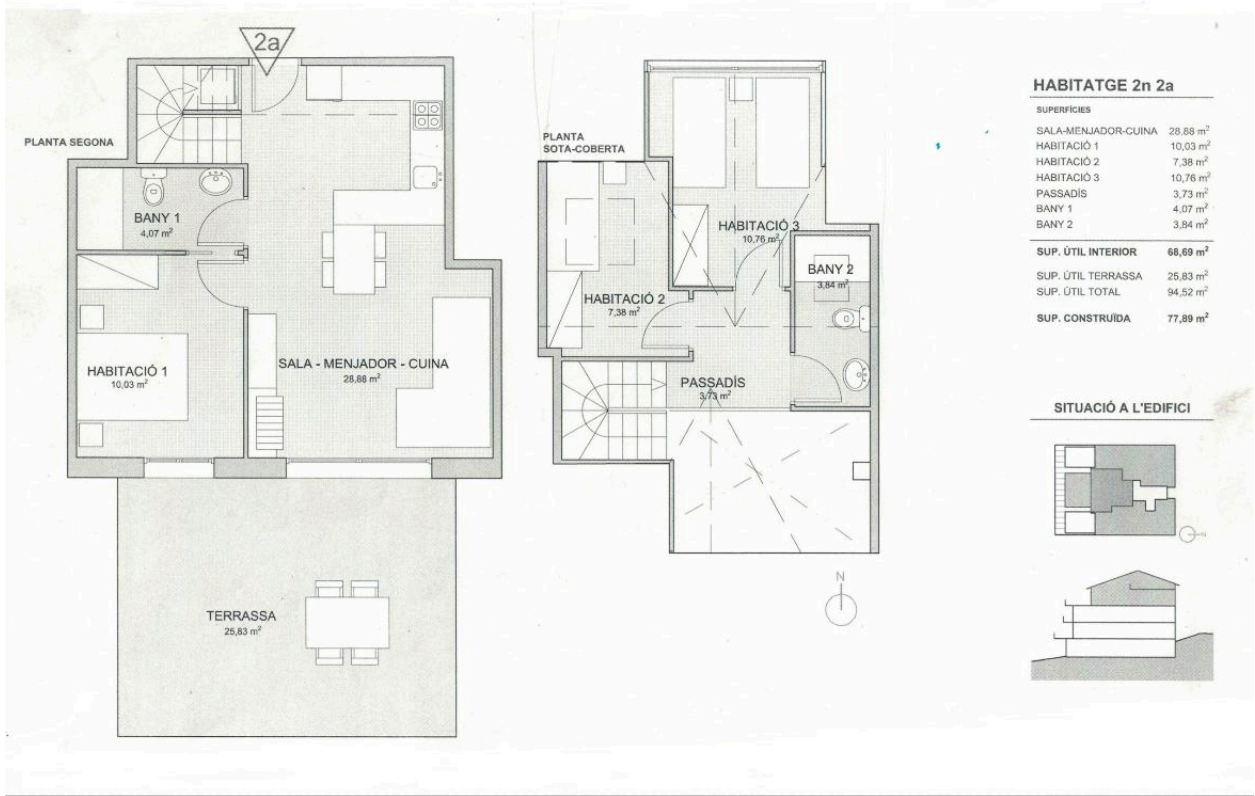 2a
PLANTA SEGONA
BANY 1
4,07 m²
HABITACIÓ 1
10,03 m²
SALA - MENJADOR - CUINA
28,88 m²
TERRASSA
25,83 m²
PLANTA
SOTA-COBERTA
HABITACIÓ 3
10,76 m²
BANY 2
3,84 m²
HABITACIÓ 2
7,38 m²
PASSADÍS
3,73 m²
N
HABITATGE 2n 2a
SUPERFÍCIES
SALA-MENJADOR-CUINA 28,88 m²
HABITACIÓ 1 10,03 m²
HABITACIÓ 2 7,38 m²
HABITACIÓ 3 10,76 m²
PASSADÍS 3,73 m²
BANY 1 4,07 m²
BANY 2 3,84 m²
SUP. ÚTIL INTERIOR 68,69 m²
SUP. ÚTIL TERRASSA 25,83 m²
SUP. ÚTIL TOTAL 94,52 m²
SUP. CONSTRUÏDA 77,89 m²
SITUACIÓ A L'EDIFICI
N